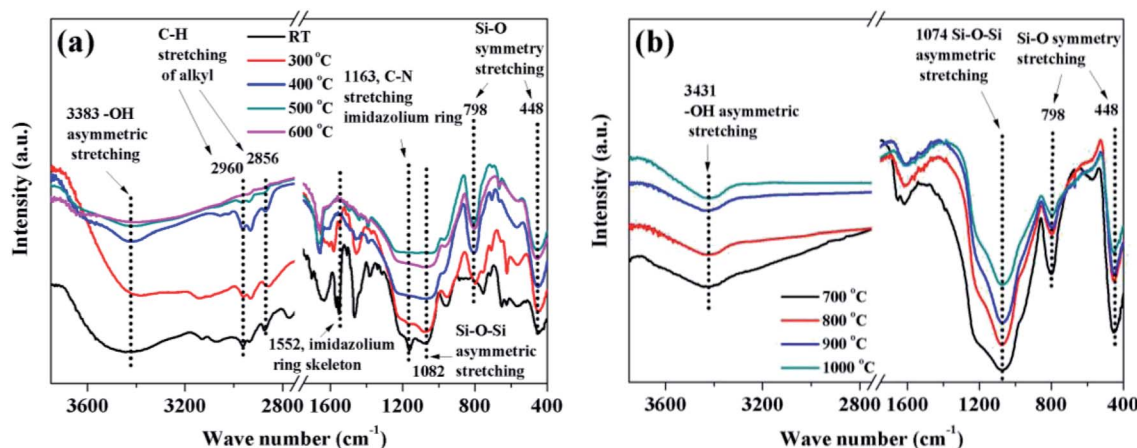 (a)
C-H
stretching
of alkyl
RT
300 °C
400 °C
500 °C
600 °C
Si-O
symmetry
stretching
1163, C-N
stretching
imidazolium ring
798
448
3383 -OH
asymmetric
stretching
2960
2856
1552, imidazolium
ring skeleton
Si-O-Si
asymmetric
1082 stretching
Intensity (a.u.)
3750
3200
2800
1600
1200
800
400
Wave number (cm-1)
(b)
1074 Si-O-Si
asymmetric
stretching
Si-O symmetry
stretching
798
448
3431
-OH asymmetric
stretching
700 °C
800 °C
900 °C
1000 °C
Intensity (a.u.)
3600
3200
2800
1600
1200
800
400
Wave number (cm-1)